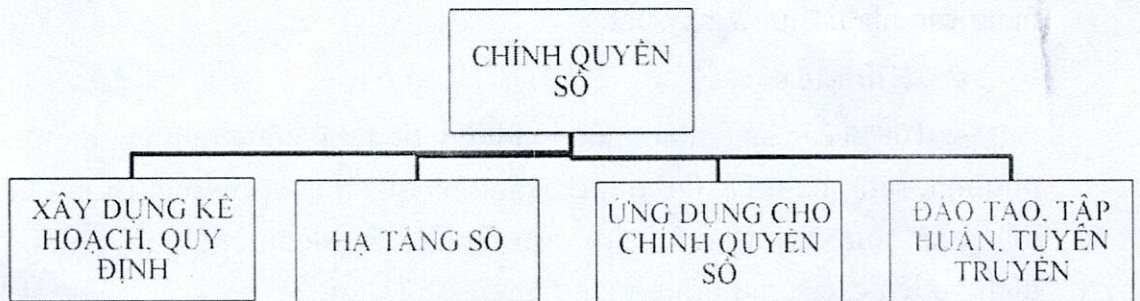 CHÍNH QUYỀN
SỐ
XÂY DỰNG KẾ
HOẠCH, QUY
ĐỊNH
HẠ TẦNG SỐ
ỨNG DỤNG CHO
CHÍNH QUYỀN
SỐ
ĐÀO TẠO, TẬP
HUẤN, TUYÊN
TRUYỀN